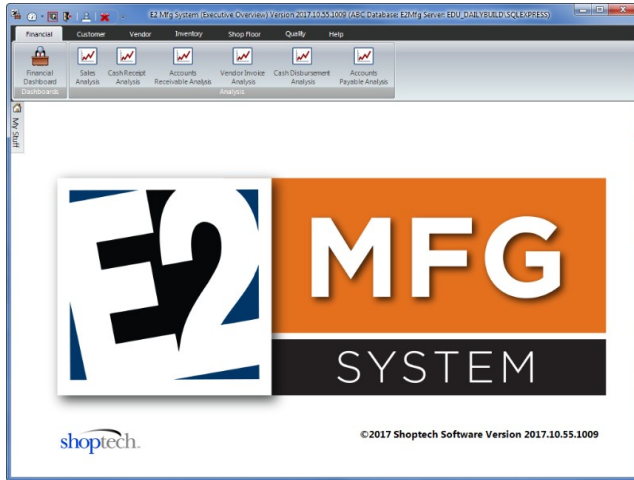 E2 Mfg System (Executive Overview) Version 2017.10.55.1009 (ABC Database: E2Mfg Server: EDU_DAILYBUILD\SQLEXPRESS)
Financial Customer Vendor Inventory Shop Floor Quality Help
Financial Sales Cash Receipt Accounts Vendor Invoice Cash Disbursement Accounts
Dashboard Analysis Analysis Receivable Analysis Analysis Analysis Payable Analysis
Dashboards Analysis
My Stuff
E2 MFG
SYSTEM
shoptech. ©2017 Shoptech Software Version 2017.10.55.1009